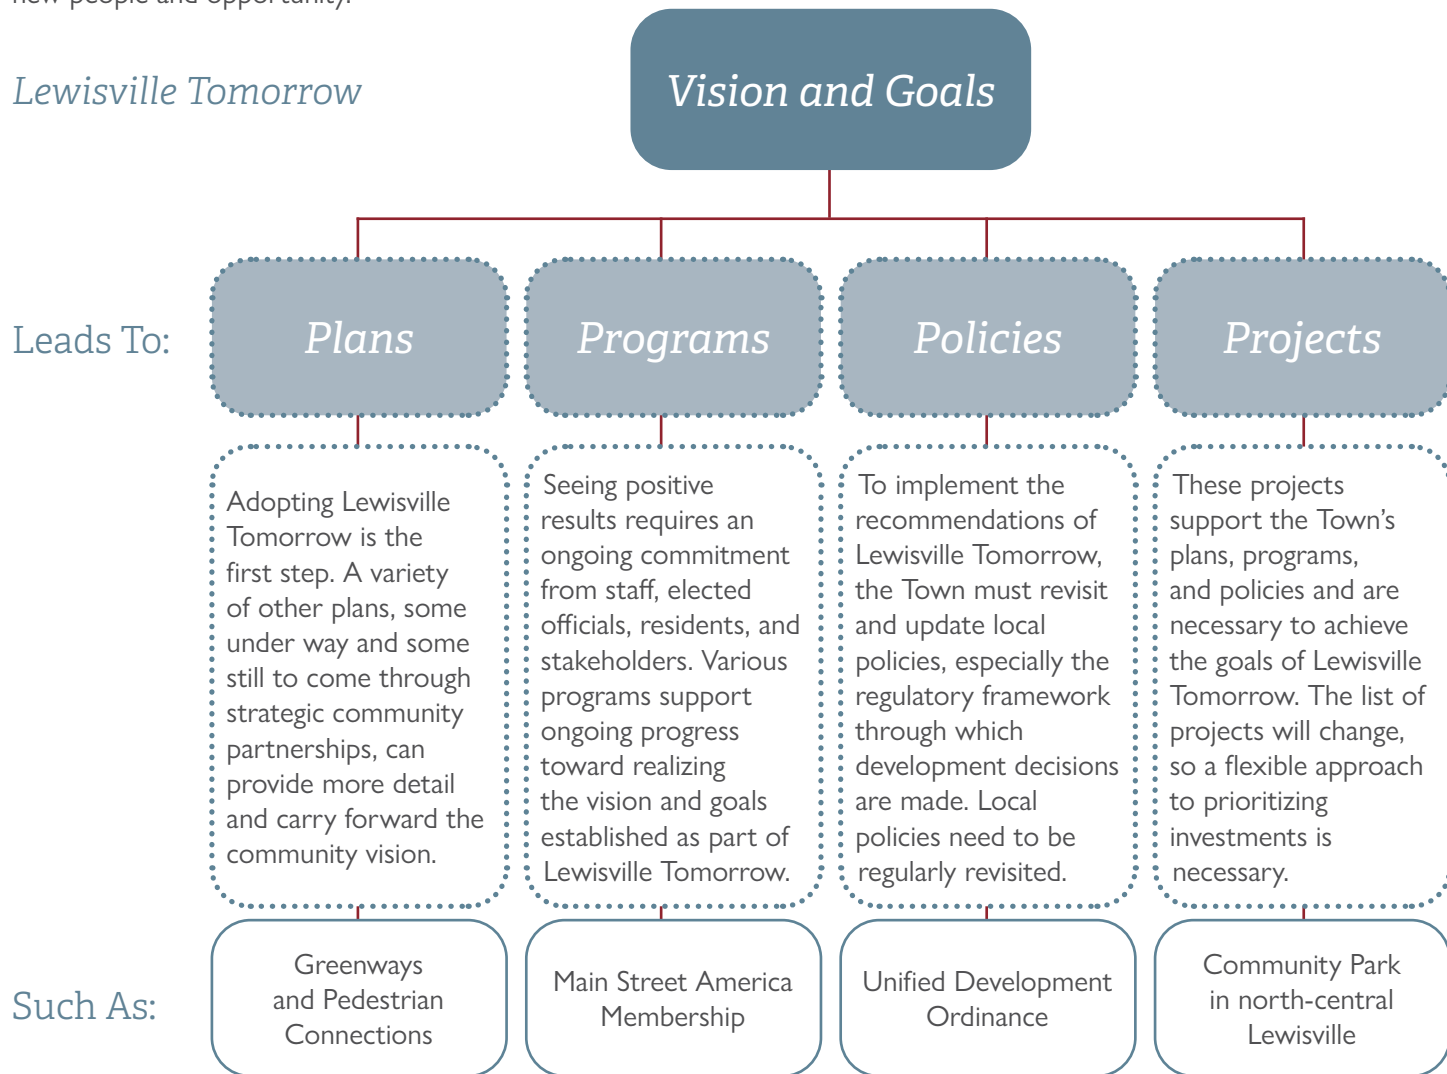 new people and opportunity.
Lewisville Tomorrow
Vision and Goals
Leads To:
Plans
Programs
Policies
Projects
Adopting Lewisville
Tomorrow is the
first step. A variety
of other plans, some
under way and some
still to come through
strategic community
partnerships, can
provide more detail
and carry forward the
community vision.
Seeing positive
results requires an
ongoing commitment
from staff, elected
officials, residents, and
stakeholders. Various
programs support
ongoing progress
toward realizing
the vision and goals
established as part of
Lewisville Tomorrow.
To implement the
recommendations of
Lewisville Tomorrow,
the Town must revisit
and update local
policies, especially the
regulatory framework
through which
development decisions
are made. Local
policies need to be
regularly revisited.
These projects
support the Town’s
plans, programs,
and policies and are
necessary to achieve
the goals of Lewisville
Tomorrow. The list of
projects will change,
so a flexible approach
to prioritizing
investments is
necessary.
Such As:
Greenways
and Pedestrian
Connections
Main Street America
Membership
Unified Development
Ordinance
Community Park
in north-central
Lewisville